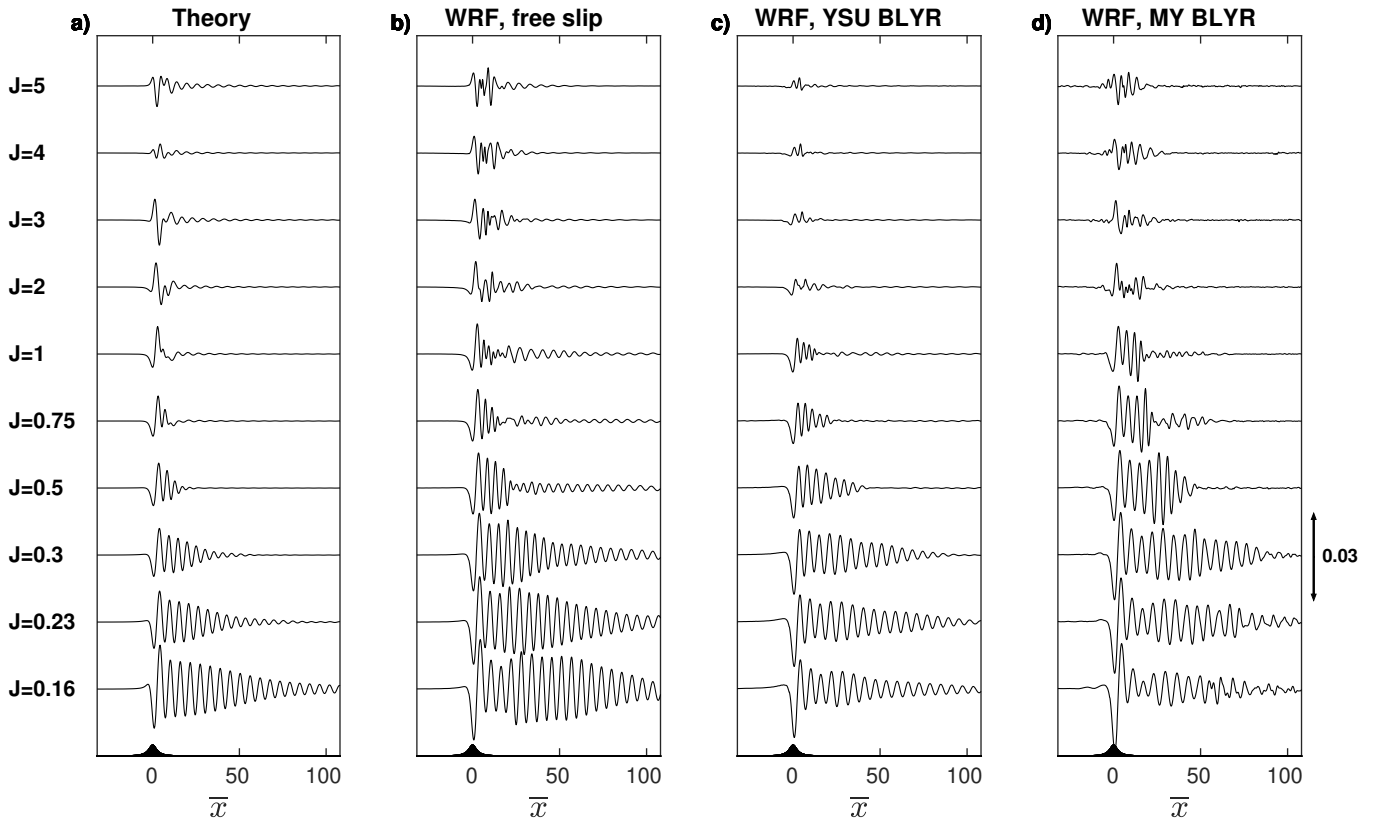 a) Theory
b) WRF, free slip
c) WRF, YSU BLYR
d) WRF, MY BLYR
J=5
J=4
J=3
J=2
J=1
J=0.75
J=0.5
J=0.3
J=0.23
J=0.16
0.03
0 50 100
0 50 100
0 50 100
0 50 100
x̅
x̅
x̅
x̅